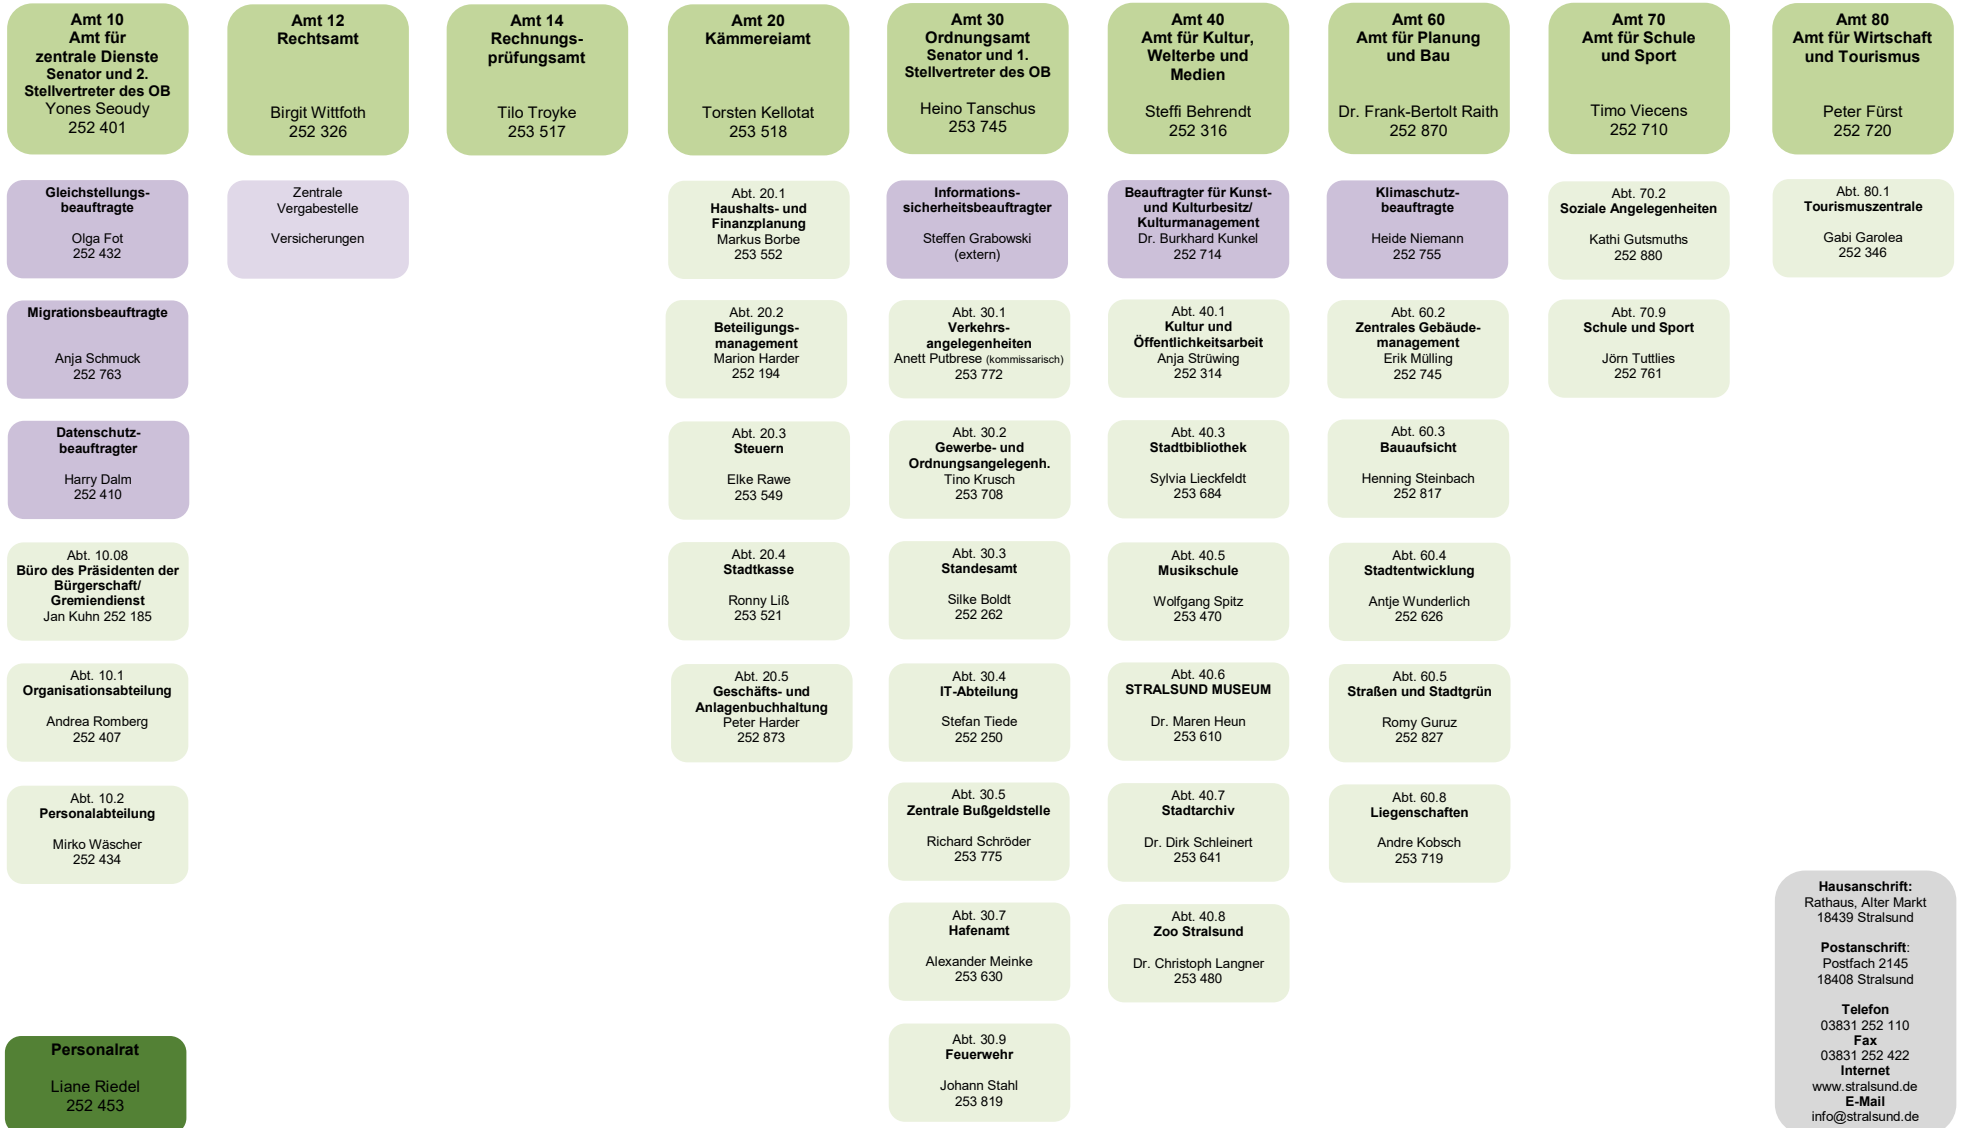 Amt 10
Amt für
zentrale Dienste
Senator und 2.
Stellvertreter des OB
Yones Seoudy
252 401
Gleichstellungs-
beauftragte
Olga Fot
252 432
Migrationsbeauftragte
Anja Schmuck
252 763
Datenschutz-
beauftragter
Harry Dalm
252 410
Abt. 10.08
Büro des Präsidenten der
Bürgerschaft/
Gremiendienst
Jan Kuhn 252 185
Abt. 10.1
Organisationsabteilung
Andrea Romberg
252 407
Abt. 10.2
Personalabteilung
Mirko Wäscher
252 434
Personalrat
Liane Riedel
252 453
Amt 12
Rechtsamt
Birgit Wittfoth
252 326
Zentrale
Vergabestelle
Versicherungen
Amt 14
Rechnungs-
prüfungsamt
Tilo Troyke
253 517
Amt 20
Kämmereiamt
Torsten Kellotat
253 518
Abt. 20.1
Haushalts- und
Finanzplanung
Markus Borbe
253 552
Abt. 20.2
Beteiligungs-
management
Marion Harder
252 194
Abt. 20.3
Steuern
Elke Rawe
253 549
Abt. 20.4
Stadtkasse
Ronny Liß
253 521
Abt. 20.5
Geschäfts- und
Anlagenbuchhaltung
Peter Harder
252 873
Amt 30
Ordnungsamt
Senator und 1.
Stellvertreter des OB
Heino Tanschus
253 745
Informations-
sicherheitsbeauftragter
Steffen Grabowski
(extern)
Abt. 30.1
Verkehrs-
angelegenheiten
Anett Putbrese (kommissarisch)
253 772
Abt. 30.2
Gewerbe- und
Ordnungsangelegenh.
Tino Krusch
253 708
Abt. 30.3
Standesamt
Silke Boldt
252 262
Abt. 30.4
IT-Abteilung
Stefan Tiede
252 250
Abt. 30.5
Zentrale Bußgeldstelle
Richard Schröder
253 775
Abt. 30.7
Hafenamt
Alexander Meinke
253 630
Abt. 30.9
Feuerwehr
Johann Stahl
253 819
Amt 40
Amt für Kultur,
Welterbe und
Medien
Steffi Behrendt
252 316
Beauftragter für Kunst-
und Kulturbesitz/
Kulturmanagement
Dr. Burkhard Kunkel
252 714
Abt. 40.1
Kultur und
Öffentlichkeitsarbeit
Anja Strüwing
252 314
Abt. 40.3
Stadtbibliothek
Sylvia Lieckfeldt
253 684
Abt. 40.5
Musikschule
Wolfgang Spitz
253 470
Abt. 40.6
STRALSUND MUSEUM
Dr. Maren Heun
253 610
Abt. 40.7
Stadtarchiv
Dr. Dirk Schleinert
253 641
Abt. 40.8
Zoo Stralsund
Dr. Christoph Langner
253 480
Amt 60
Amt für Planung
und Bau
Dr. Frank-Bertolt Raith
252 870
Klimaschutz-
beauftragte
Heide Niemann
252 755
Abt. 60.2
Zentrales Gebäude-
management
Erik Mülling
252 745
Abt. 60.3
Bauaufsicht
Henning Steinbach
252 817
Abt. 60.4
Stadtentwicklung
Antje Wunderlich
252 626
Abt. 60.5
Straßen und Stadtgrün
Romy Guruz
252 827
Abt. 60.8
Liegenschaften
Andre Kobsch
253 719
Amt 70
Amt für Schule
und Sport
Timo Viecens
252 710
Abt. 70.2
Soziale Angelegenheiten
Kathi Gutsmuths
252 880
Abt. 70.9
Schule und Sport
Jörn Tuttlies
252 761
Amt 80
Amt für Wirtschaft
und Tourismus
Peter Fürst
252 720
Abt. 80.1
Tourismuszentrale
Gabi Garolea
252 346
Hausanschrift:
Rathaus, Alter Markt
18439 Stralsund
Postanschrift:
Postfach 2145
18408 Stralsund
Telefon
03831 252 110
Fax
03831 252 422
Internet
www.stralsund.de
E-Mail
info@stralsund.de